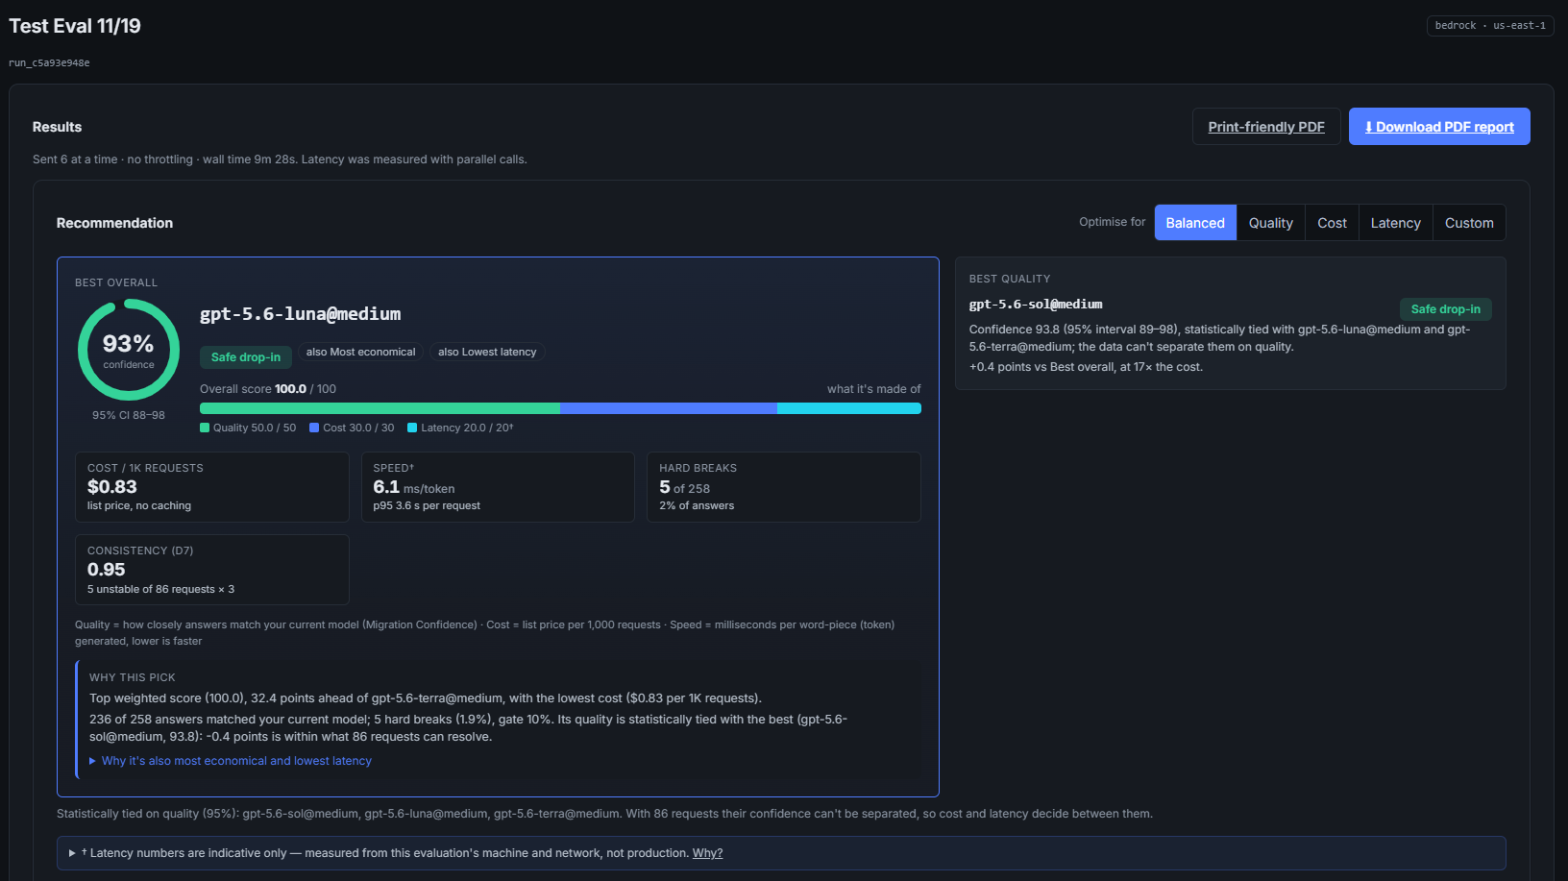 Test Eval 11/19
bedrock · us-east-1
run_c5a93e948e
Results
Print-friendly PDF
⬇ Download PDF report
Sent 6 at a time · no throttling · wall time 9m 28s. Latency was measured with parallel calls.
Recommendation
Optimise for
Balanced
Quality
Cost
Latency
Custom
BEST OVERALL
93%
confidence
95% CI 88–98
gpt-5.6-luna@medium
Safe drop-in
also Most economical
also Lowest latency
Overall score 100.0 / 100
what it's made of
Quality 50.0 / 50
Cost 30.0 / 30
Latency 20.0 / 20†
COST / 1K REQUESTS
$0.83
list price, no caching
SPEED†
6.1 ms/token
p95 3.6 s per request
HARD BREAKS
5 of 258
2% of answers
CONSISTENCY (D7)
0.95
5 unstable of 86 requests × 3
Quality = how closely answers match your current model (Migration Confidence) · Cost = list price per 1,000 requests · Speed = milliseconds per word-piece (token)
generated, lower is faster
WHY THIS PICK
Top weighted score (100.0), 32.4 points ahead of gpt-5.6-terra@medium, with the lowest cost ($0.83 per 1K requests).
236 of 258 answers matched your current model; 5 hard breaks (1.9%), gate 10%. Its quality is statistically tied with the best (gpt-5.6-
sol@medium, 93.8): -0.4 points is within what 86 requests can resolve.
▶ Why it's also most economical and lowest latency
BEST QUALITY
gpt-5.6-sol@medium
Safe drop-in
Confidence 93.8 (95% interval 89–98), statistically tied with gpt-5.6-luna@medium and gpt-
5.6-terra@medium; the data can't separate them on quality.
+0.4 points vs Best overall, at 17× the cost.
Statistically tied on quality (95%): gpt-5.6-sol@medium, gpt-5.6-luna@medium, gpt-5.6-terra@medium. With 86 requests their confidence can't be separated, so cost and latency decide between them.
▶ † Latency numbers are indicative only — measured from this evaluation's machine and network, not production. Why?